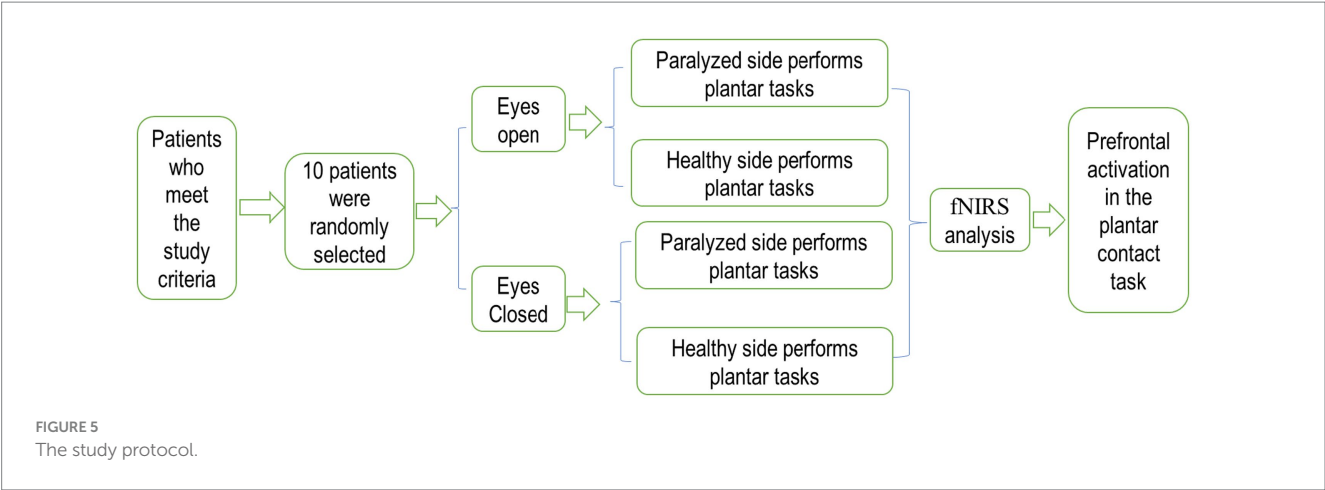 Patients
who
meet
the
study
criteria
10 patients
were
randomly
selected
Eyes
open
Eyes
Closed
Paralyzed side performs
plantar tasks
Healthy side performs
plantar tasks
Paralyzed side performs
plantar tasks
Healthy side performs
plantar tasks
fNIRS
analysis
Prefrontal
activation
in the
plantar
contact
task
FIGURE 5
The study protocol.